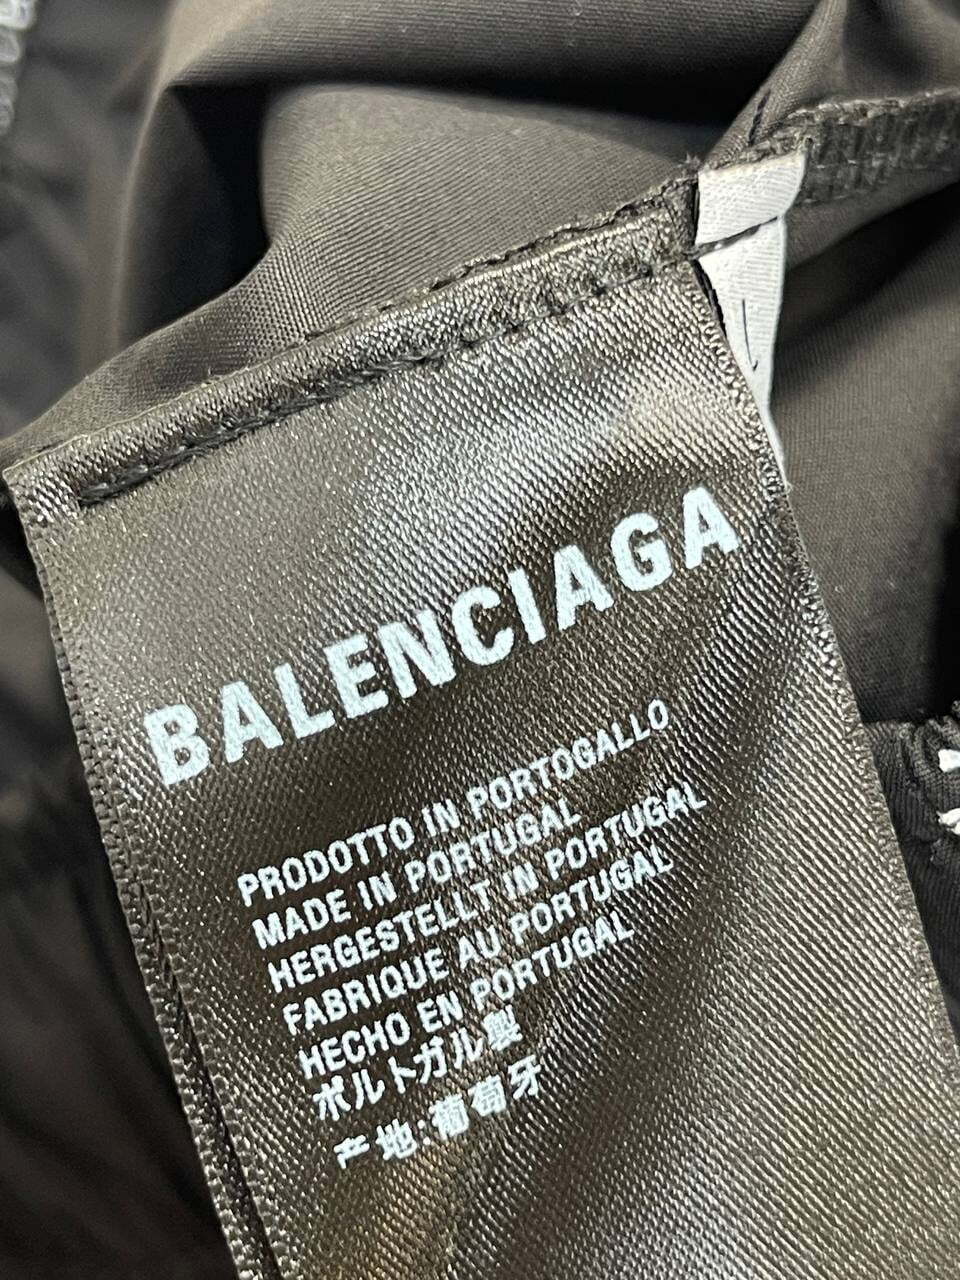 BALENCIAGA
PRODOTTO IN PORTOGALLO
MADE IN PORTUGAL
HERGESTELLT IN PORTUGAL
FABRIQUE AU PORTUGAL
HECHO EN PORTUGAL
ポルトガル製
产地:葡萄牙